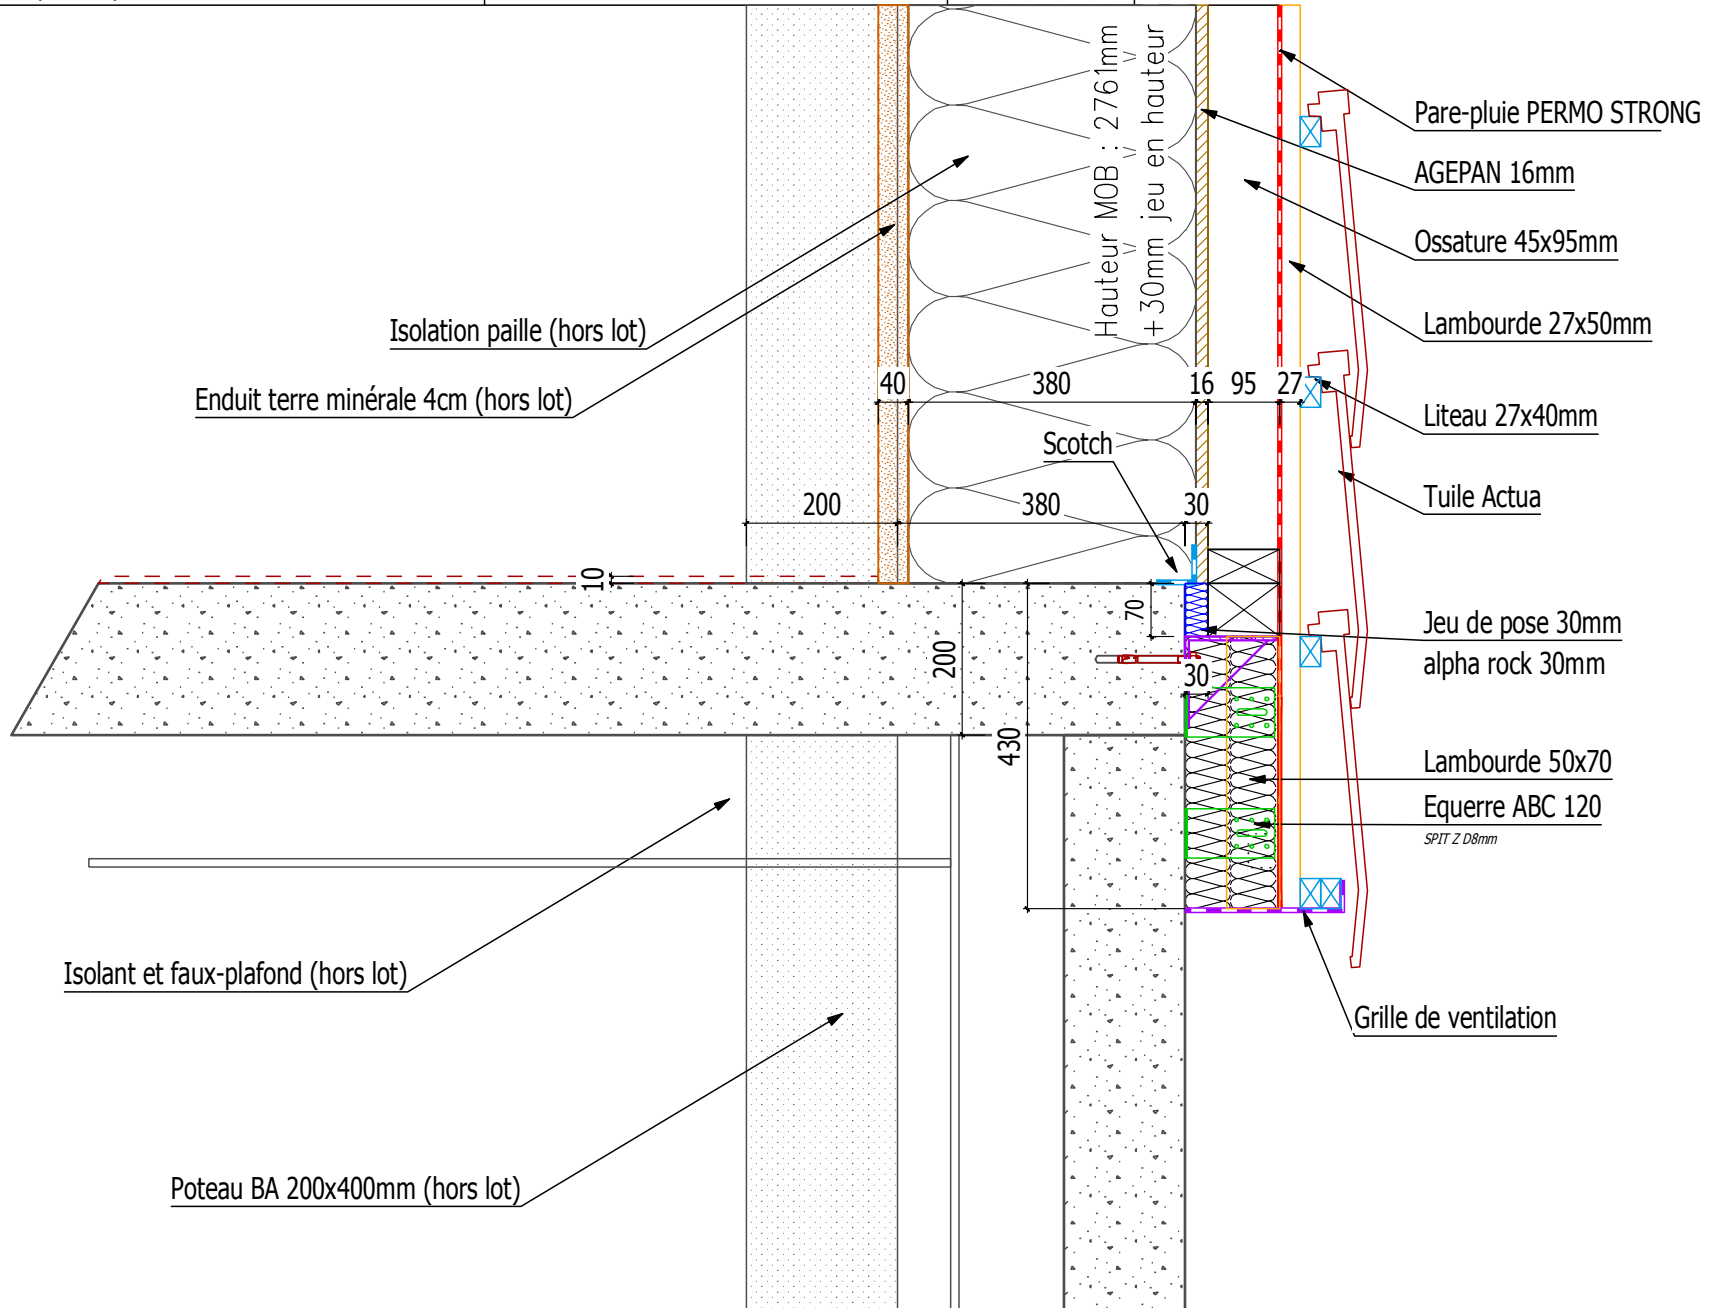 Hauteur MOB : 2761mm
+30mm jeu en hauteur
Pare-pluie PERMO STRONG
AGEPAN 16mm
Ossature 45x95mm
Lambourde 27x50mm
Liteau 27x40mm
Tuile Actua
Isolation paille (hors lot)
Enduit terre minérale 4cm (hors lot)
40 380 16 95 27
Scotch
200 380 30
10
70
200
30
430
Jeu de pose 30mm
alpha rock 30mm
Lambourde 50x70
Equerre ABC 120
SPIT Z D8mm
Isolant et faux-plafond (hors lot)
Grille de ventilation
Poteau BA 200x400mm (hors lot)